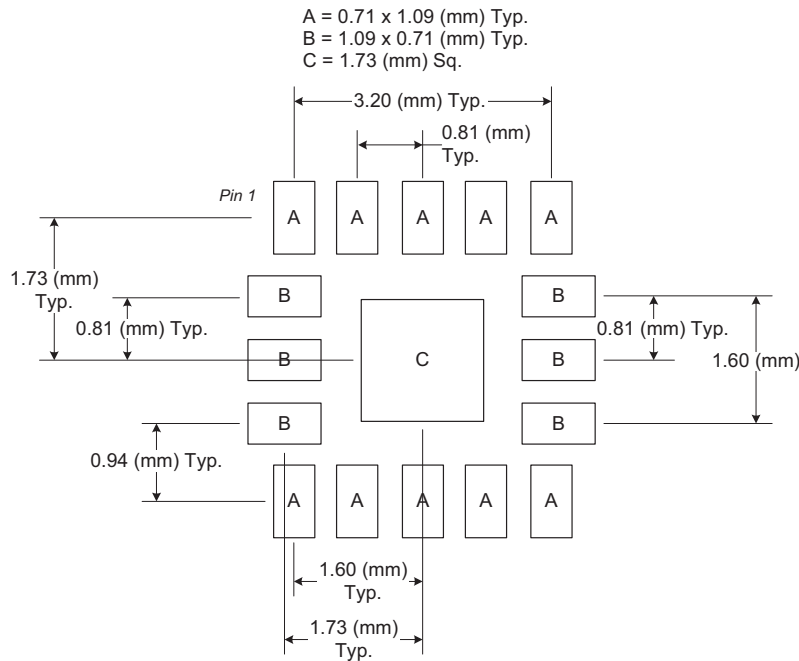 A = 0.71 x 1.09 (mm) Typ.
B = 1.09 x 0.71 (mm) Typ.
C = 1.73 (mm) Sq.
3.20 (mm) Typ.
0.81 (mm)
Typ.
Pin 1
A
A
A
A
A
1.73 (mm)
Typ.
B
B
0.81 (mm) Typ.
0.81 (mm) Typ.
B
C
B
1.60 (mm)
B
B
0.94 (mm) Typ.
A
A
A
A
A
1.60 (mm)
Typ.
1.73 (mm)
Typ.